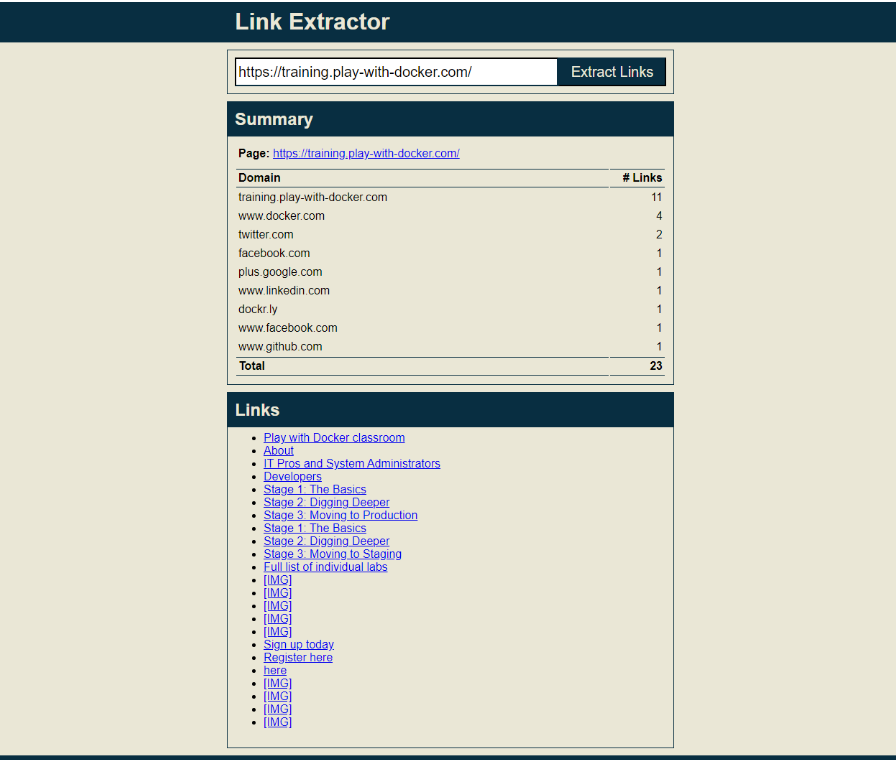 Link Extractor
https://training.play-with-docker.com/ Extract Links
Summary
Page: https://training.play-with-docker.com/
Domain # Links
training.play-with-docker.com 11
www.docker.com 4
twitter.com 2
facebook.com 1
plus.google.com 1
www.linkedin.com 1
dockr.ly 1
www.facebook.com 1
www.github.com 1
Total 23
Links
• Play with Docker classroom
• About
• IT Pros and System Administrators
• Developers
• Stage 1: The Basics
• Stage 2: Digging Deeper
• Stage 3: Moving to Production
• Stage 1: The Basics
• Stage 2: Digging Deeper
• Stage 3: Moving to Staging
• Full list of individual labs
• [IMG]
• [IMG]
• [IMG]
• [IMG]
• [IMG]
• Sign up today
• Register here
• here
• [IMG]
• [IMG]
• [IMG]
• [IMG]